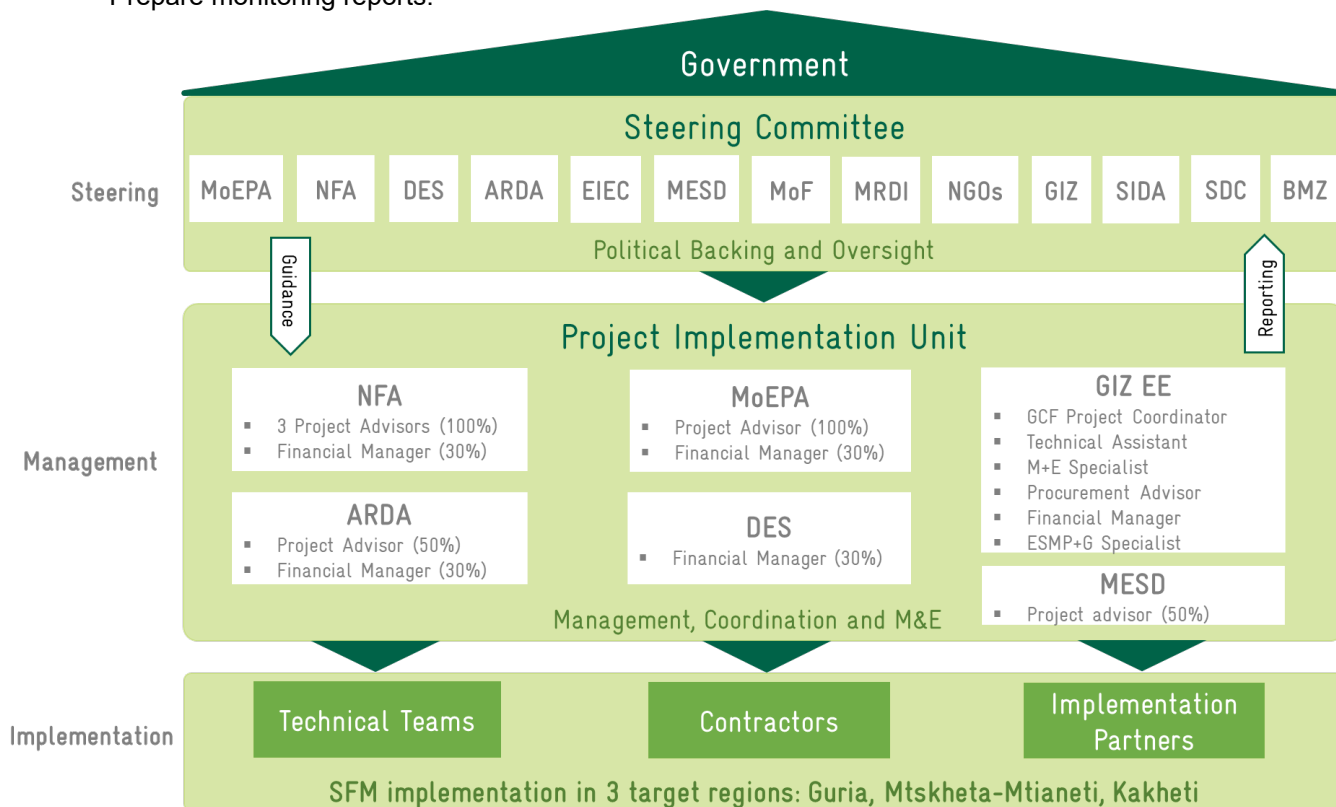 Prepare monitoring reports.
Government
Steering Committee
Steering
MoEPA
NFA
DES
ARDA
EIEC
MESD
MoF
MRDI
NGOs
GIZ
SIDA
SDC
BMZ
Political Backing and Oversight
Guidance
Reporting
Project Implementation Unit
Management
NFA
▪ 3 Project Advisors (100%)
▪ Financial Manager (30%)
MoEPA
▪ Project Advisor (100%)
▪ Financial Manager (30%)
GIZ EE
▪ GCF Project Coordinator
▪ Technical Assistant
▪ M+E Specialist
▪ Procurement Advisor
▪ Financial Manager
▪ ESMP+G Specialist
ARDA
▪ Project Advisor (50%)
▪ Financial Manager (30%)
DES
▪ Financial Manager (30%)
MESD
▪ Project advisor (50%)
Management, Coordination and M&E
Implementation
Technical Teams
Contractors
Implementation
Partners
SFM implementation in 3 target regions: Guria, Mtskheta-Mtianeti, Kakheti